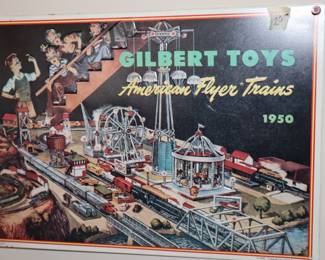 GILBERT TOYS
American Flyer Trains
1950